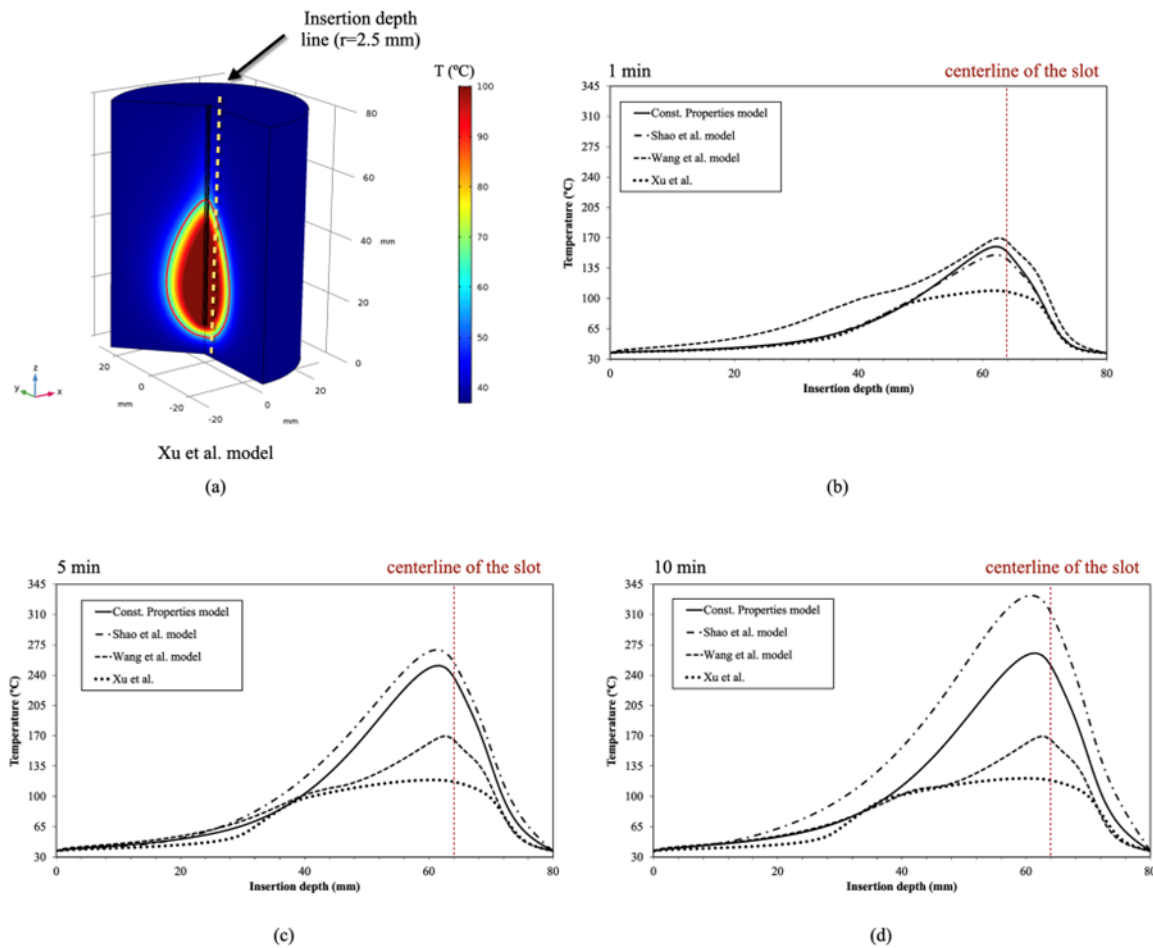 Insertion depth
line (r=2.5 mm)
T (ºC)
100
90
80
70
60
50
40
80
60
40
mm
20
0
20
0
mm
-20
-20
0
mm
20
z
y
x
Xu et al. model
(a)
1 min
centerline of the slot
345
310
275
240
205
170
135
100
65
30
Temperature (ºC)
Const. Properties model
Shao et al. model
Wang et al. model
Xu et al.
0
20
40
60
80
Insertion depth (mm)
(b)
5 min
centerline of the slot
345
310
275
240
205
170
135
100
65
30
Temperature (ºC)
Const. Properties model
Shao et al. model
Wang et al. model
Xu et al.
0
20
40
60
80
Insertion depth (mm)
(c)
10 min
centerline of the slot
345
310
275
240
205
170
135
100
65
30
Temperature (ºC)
Const. Properties model
Shao et al. model
Wang et al. model
Xu et al.
0
20
40
60
80
Insertion depth (mm)
(d)